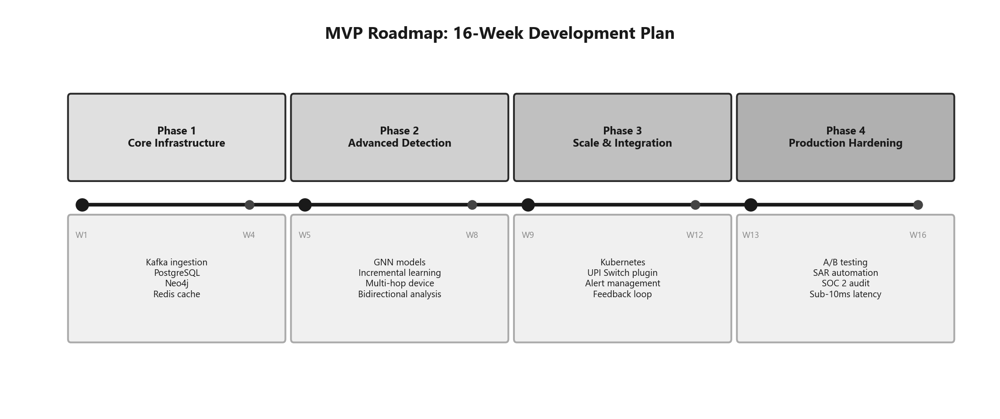 MVP Roadmap: 16-Week Development Plan
Phase 1
Core Infrastructure
Phase 2
Advanced Detection
Phase 3
Scale & Integration
Phase 4
Production Hardening
W1
W4
Kafka ingestion
PostgreSQL
Neo4j
Redis cache
W5
W8
GNN models
Incremental learning
Multi-hop device
Bidirectional analysis
W9
W12
Kubernetes
UPI Switch plugin
Alert management
Feedback loop
W13
W16
A/B testing
SAR automation
SOC 2 audit
Sub-10ms latency